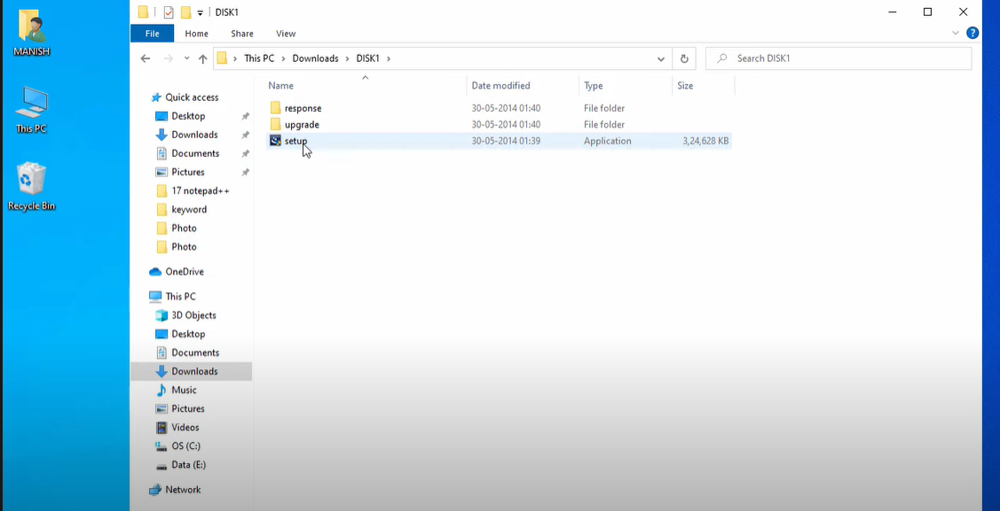 MANISH
This PC
Recycle Bin
DISK1
File Home Share View
This PC > Downloads > DISK1 >
Search DISK1
Name Date modified Type Size
response 30-05-2014 01:40 File folder
upgrade 30-05-2014 01:40 File folder
setup 30-05-2014 01:39 Application 3,24,628 KB
Quick access
Desktop
Downloads
Documents
Pictures
17 notepad++
keyword
Photo
Photo
OneDrive
This PC
3D Objects
Desktop
Documents
Downloads
Music
Pictures
Videos
OS (C:)
Data (E:)
Network